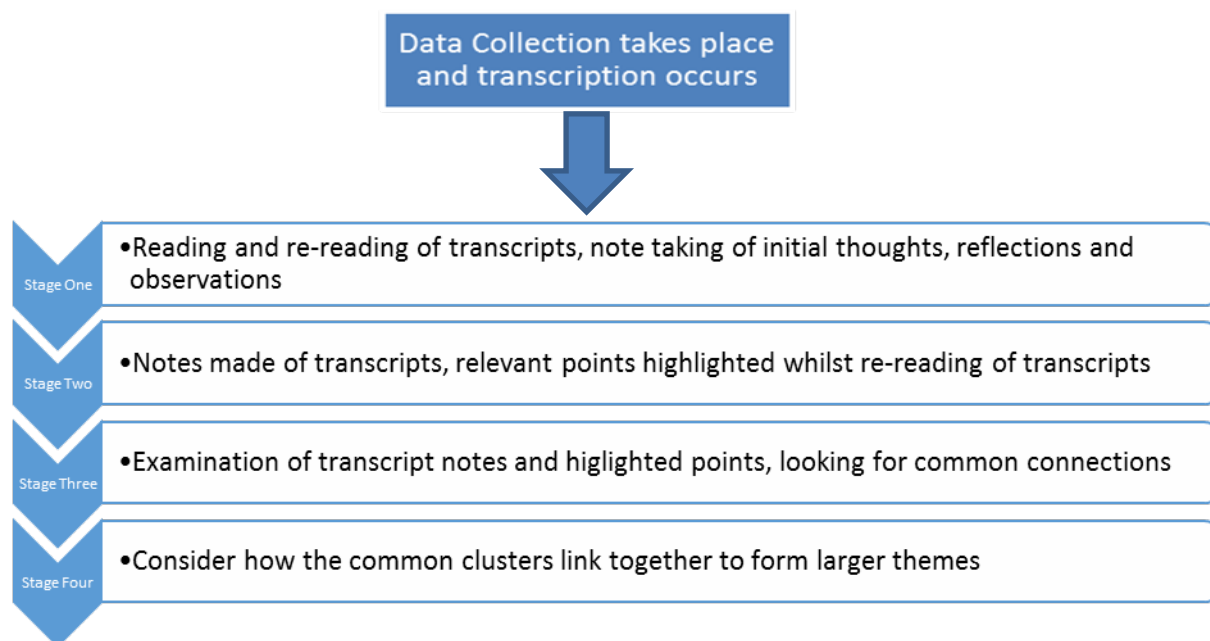 Data Collection takes place
and transcription occurs
•Reading and re-reading of transcripts, note taking of initial thoughts, reflections and
observations
Stage One
•Notes made of transcripts, relevant points highlighted whilst re-reading of transcripts
Stage Two
•Examination of transcript notes and higlighted points, looking for common connections
Stage Three
•Consider how the common clusters link together to form larger themes
Stage Four